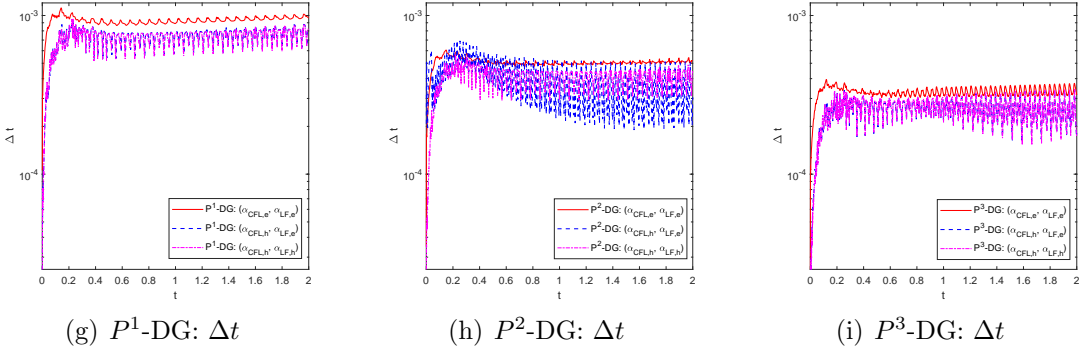 10^-3
10^-4
Δ t
P^1-DG: (α_CFL,e, α_LF,e)
P^1-DG: (α_CFL,h, α_LF,e)
P^1-DG: (α_CFL,h, α_LF,h)
0 0.2 0.4 0.6 0.8 1 1.2 1.4 1.6 1.8 2
t
(g) P^1-DG: Δt
10^-3
10^-4
Δ t
P^2-DG: (α_CFL,e, α_LF,e)
P^2-DG: (α_CFL,h, α_LF,e)
P^2-DG: (α_CFL,h, α_LF,h)
0 0.2 0.4 0.6 0.8 1 1.2 1.4 1.6 1.8 2
t
(h) P^2-DG: Δt
10^-3
10^-4
Δ t
P^3-DG: (α_CFL,e, α_LF,e)
P^3-DG: (α_CFL,h, α_LF,e)
P^3-DG: (α_CFL,h, α_LF,h)
0 0.2 0.4 0.6 0.8 1 1.2 1.4 1.6 1.8 2
t
(i) P^3-DG: Δt